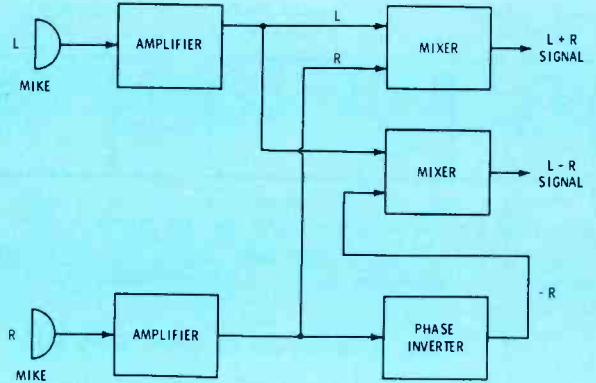 L
MIKE
AMPLIFIER
L
R
MIXER
L + R
SIGNAL
MIXER
L - R
SIGNAL
R
MIKE
AMPLIFIER
PHASE
INVERTER
- R